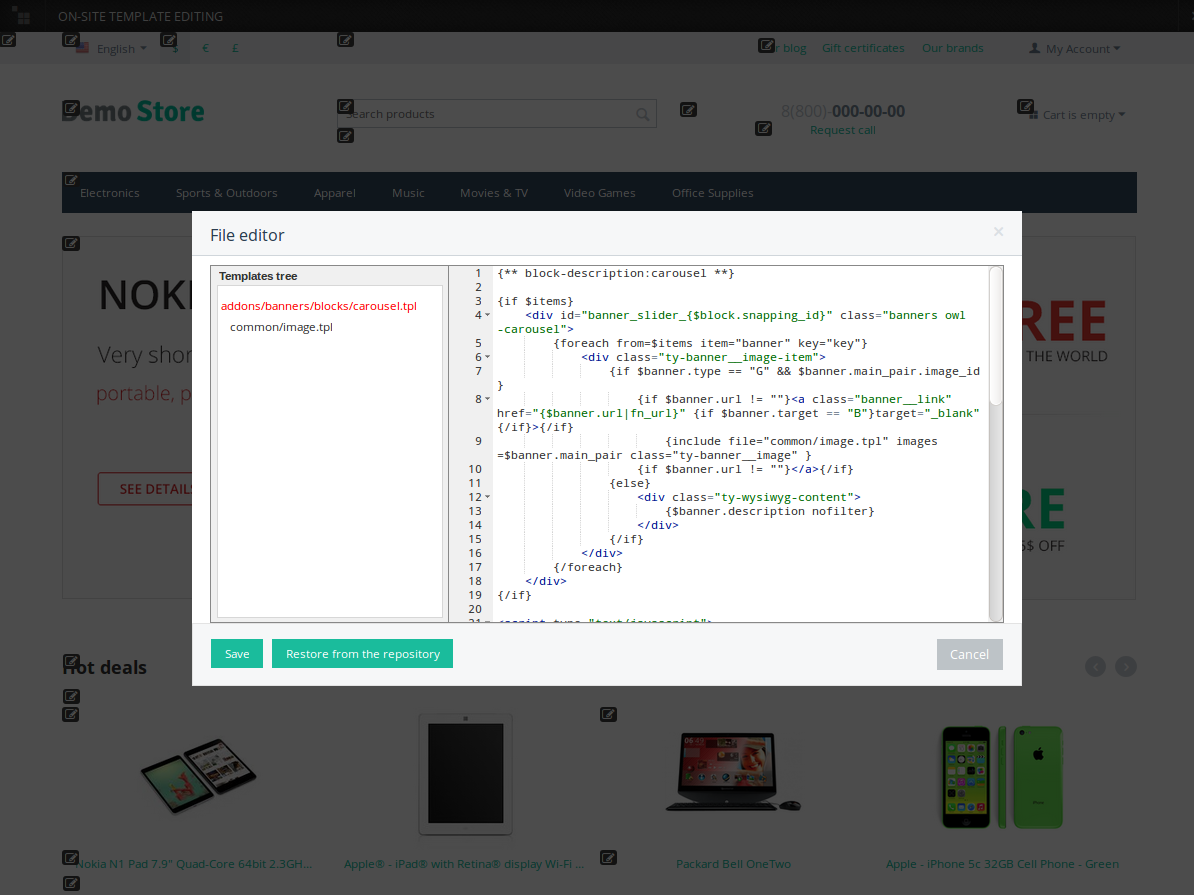 ON-SITE TEMPLATE EDITING
English $ € £
blog Gift certificates Our brands My Account
Demo Store
Search products
8(800)-000-00-00
Request call
Cart is empty
Electronics Sports & Outdoors Apparel Music Movies & TV Video Games Office Supplies
File editor ×
Templates tree
addons/banners/blocks/carousel.tpl
common/image.tpl
1 {** block-description:carousel **}
2
3 {if $items}
4 <div id="banner_slider_{$block.snapping_id}" class="banners owl
-carousel">
5 {foreach from=$items item="banner" key="key"}
6 <div class="ty-banner__image-item">
7 {if $banner.type == "G" && $banner.main_pair.image_id
}
8 {if $banner.url != ""}<a class="banner__link"
href="{$banner.url|fn_url}" {if $banner.target == "B"}target="_blank"
{/if}>{/if}
9 {include file="common/image.tpl" images
=$banner.main_pair class="ty-banner__image" }
10 {if $banner.url != ""}</a>{/if}
11 {else}
12 <div class="ty-wysiwyg-content">
13 {$banner.description nofilter}
14 </div>
15 {/if}
16 </div>
17 {/foreach}
18 </div>
19 {/if}
20
21 <script type="text/javascript">
Save Restore from the repository Cancel
NOKI
Very shor
portable, p
SEE DETAILS
REE
THE WORLD
RE
5$ OFF
Hot deals
Nokia N1 Pad 7.9" Quad-Core 64bit 2.3GH...
Apple® - iPad® with Retina® display Wi-Fi ...
Packard Bell OneTwo
Apple - iPhone 5c 32GB Cell Phone - Green